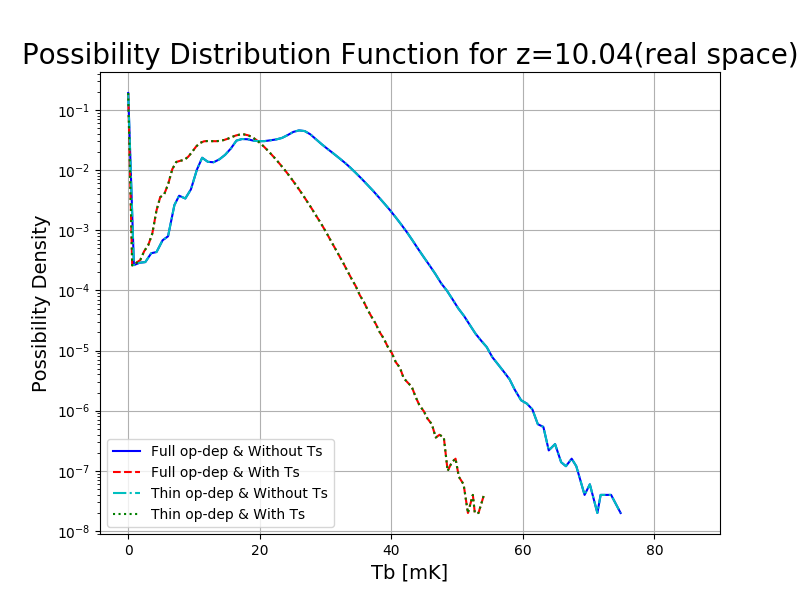 Possibility Distribution Function for z=10.04(real space)
Possibility Density
10⁻¹
10⁻²
10⁻³
10⁻⁴
10⁻⁵
10⁻⁶
10⁻⁷
10⁻⁸
Full op-dep & Without Ts
Full op-dep & With Ts
Thin op-dep & Without Ts
Thin op-dep & With Ts
0 20 40 60 80
Tb [mK]